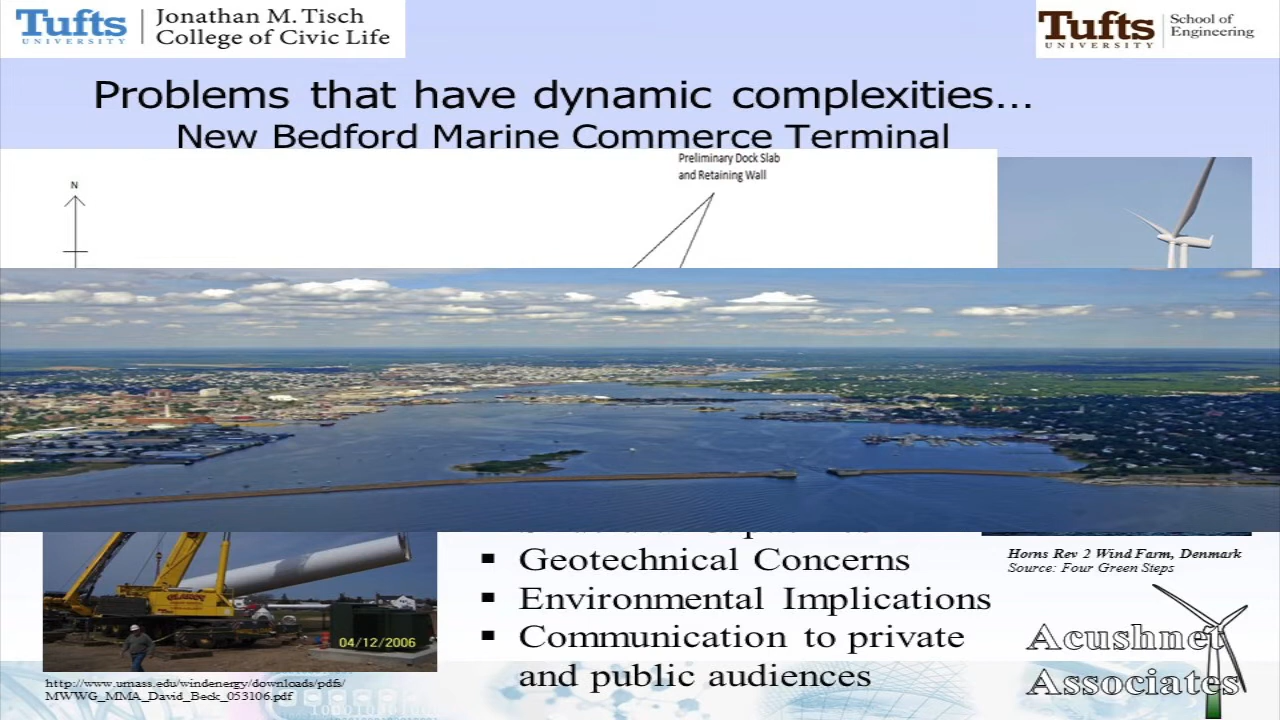 Tufts
UNIVERSITY
Jonathan M. Tisch
College of Civic Life
Tufts
UNIVERSITY
School of
Engineering
Problems that have dynamic complexities...
New Bedford Marine Commerce Terminal
Preliminary Dock Slab
and Retaining Wall
N
04/12/2006
http://www.umass.edu/windenergy/downloads/pdfs/
MWWG_MMA_David_Beck_053106.pdf
▪ Geotechnical Concerns
▪ Environmental Implications
▪ Communication to private
and public audiences
Horns Rev 2 Wind Farm, Denmark
Source: Four Green Steps
Acushnet
Associates